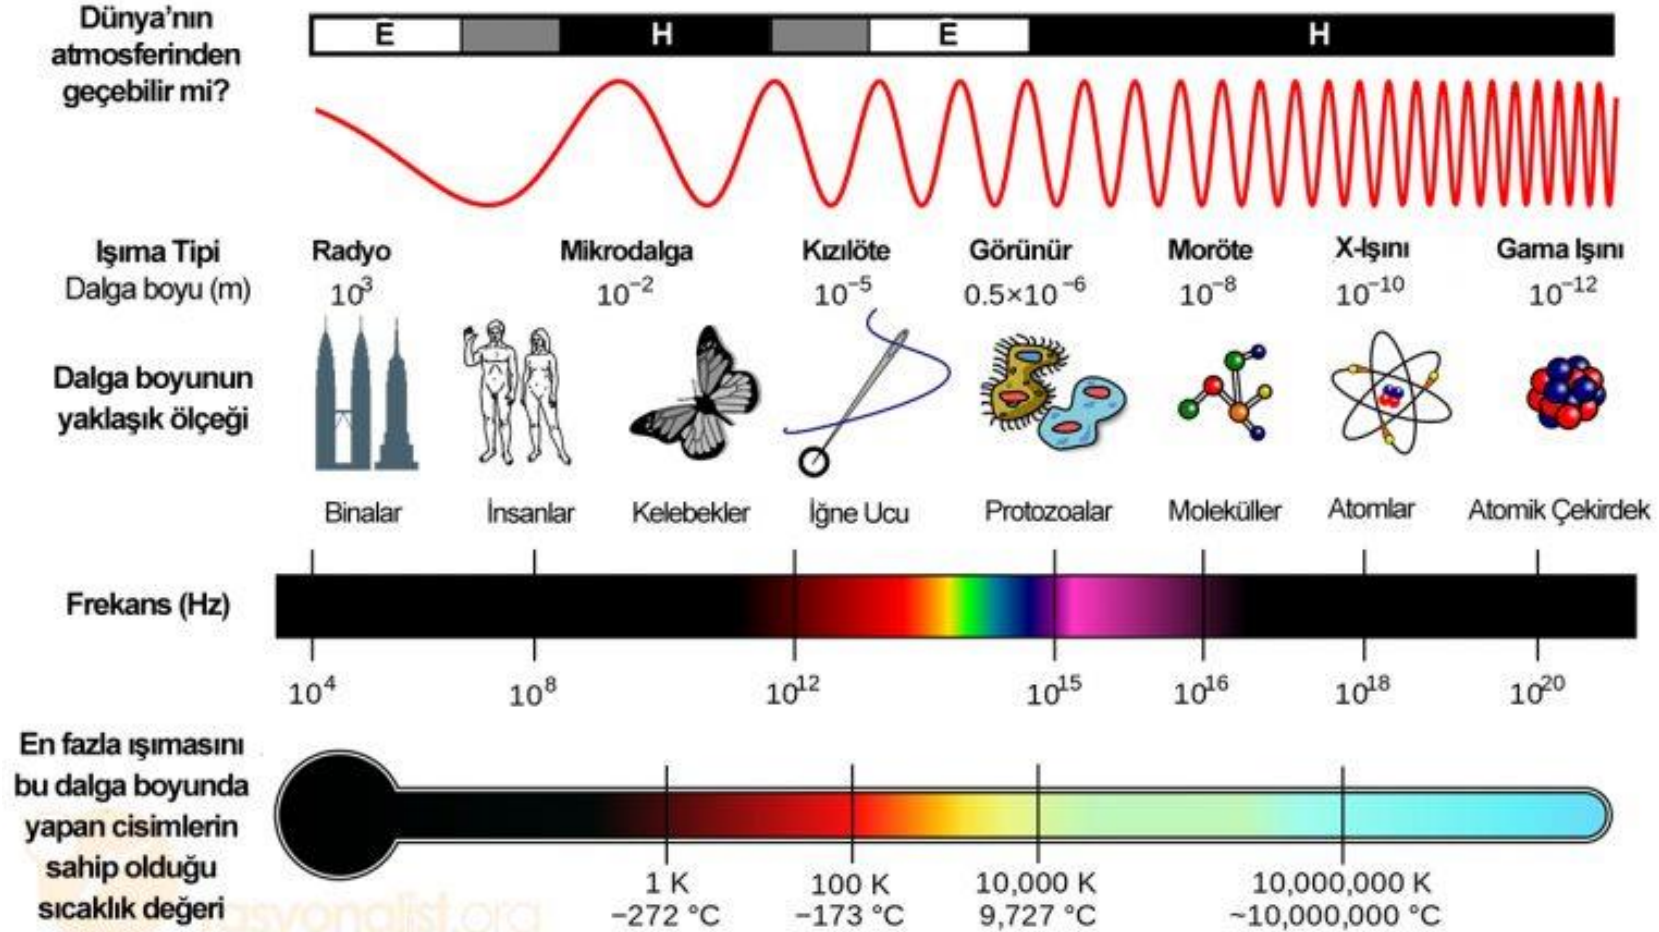 Dünya’nın
atmosferinden
geçebilir mi?
E H E H
Işıma Tipi Radyo Mikrodalga Kızılöte Görünür Moröte X-Işını Gama Işını
Dalga boyu (m) 10³ 10⁻² 10⁻⁵ 0.5×10⁻⁶ 10⁻⁸ 10⁻¹⁰ 10⁻¹²
Dalga boyunun
yaklaşık ölçeği
Binalar İnsanlar Kelebekler İğne Ucu Protozoalar Moleküller Atomlar Atomik Çekirdek
Frekans (Hz)
10⁴ 10⁸ 10¹² 10¹⁵ 10¹⁶ 10¹⁸ 10²⁰
En fazla ışımasını
bu dalga boyunda
yapan cisimlerin
sahip olduğu
sıcaklık değeri
1 K 100 K 10,000 K 10,000,000 K
−272 °C −173 °C 9,727 °C ~10,000,000 °C
asyonalist.org